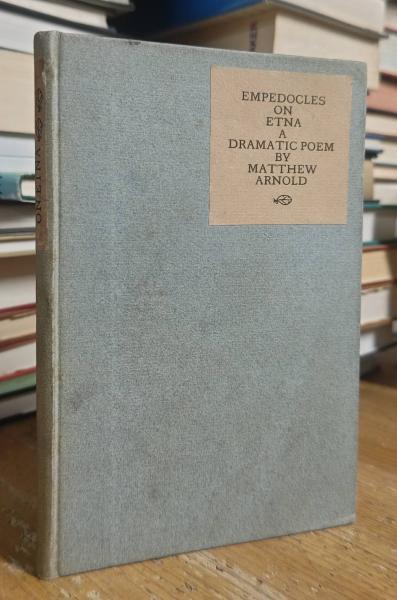 EMPEDOCLES
ON
ETNA
A
DRAMATIC POEM
BY
MATTHEW
ARNOLD